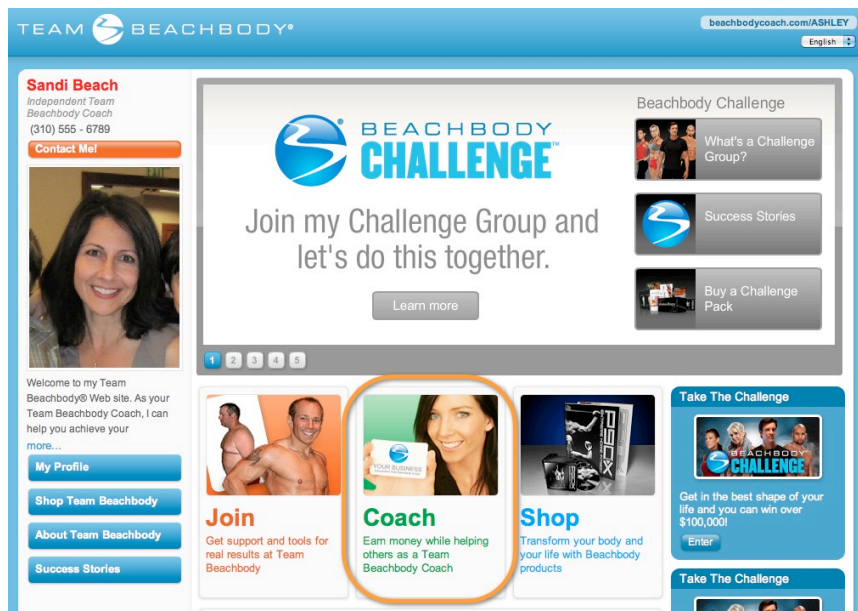 TEAM BEACHBODY®
beachbodycoach.com/ASHLEY
English
Sandi Beach
Independent Team
Beachbody Coach
(310) 555 - 6789
Contact Me!
Welcome to my Team
Beachbody® Web site. As your
Team Beachbody Coach, I can
help you achieve your
more...
My Profile
Shop Team Beachbody
About Team Beachbody
Success Stories
BEACHBODY
CHALLENGE™
Join my Challenge Group and
let's do this together.
Learn more
Beachbody Challenge
What's a Challenge
Group?
Success Stories
Buy a Challenge
Pack
1 2 3 4 5
Join
Get support and tools for
real results at Team
Beachbody
YOUR BUSINESS
Coach
Earn money while helping
others as a Team
Beachbody Coach
P90X
Shop
Transform your body and
your life with Beachbody
products
Take The Challenge
BEACHBODY
CHALLENGE
Get in the best shape of your
life and you can win over
$100,000!
Enter
Take The Challenge